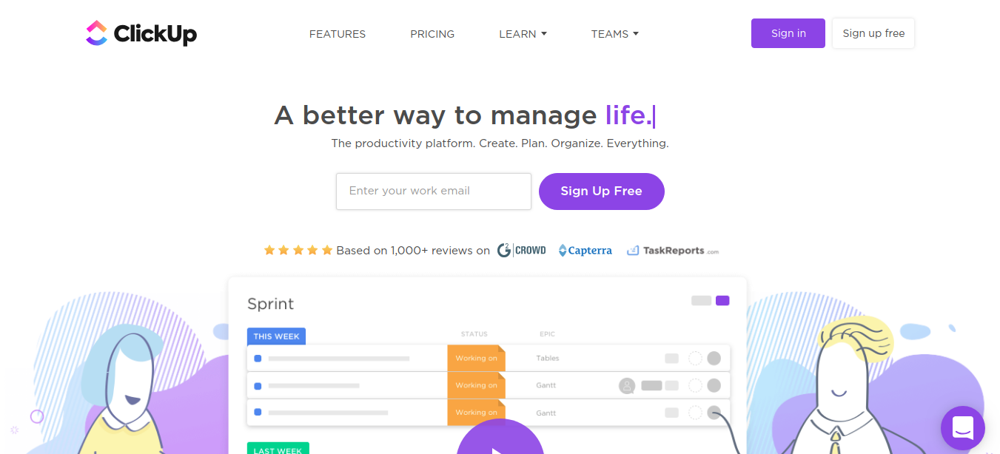 ClickUp
FEATURES
PRICING
LEARN
TEAMS
Sign in
Sign up free
A better way to manage life.
The productivity platform. Create. Plan. Organize. Everything.
Enter your work email
Sign Up Free
Based on 1,000+ reviews on
G2 CROWD
Capterra
TaskReports.com
Sprint
THIS WEEK
STATUS
EPIC
Working on
Tables
Working on
Gantt
Working on
Gantt
LAST WEEK